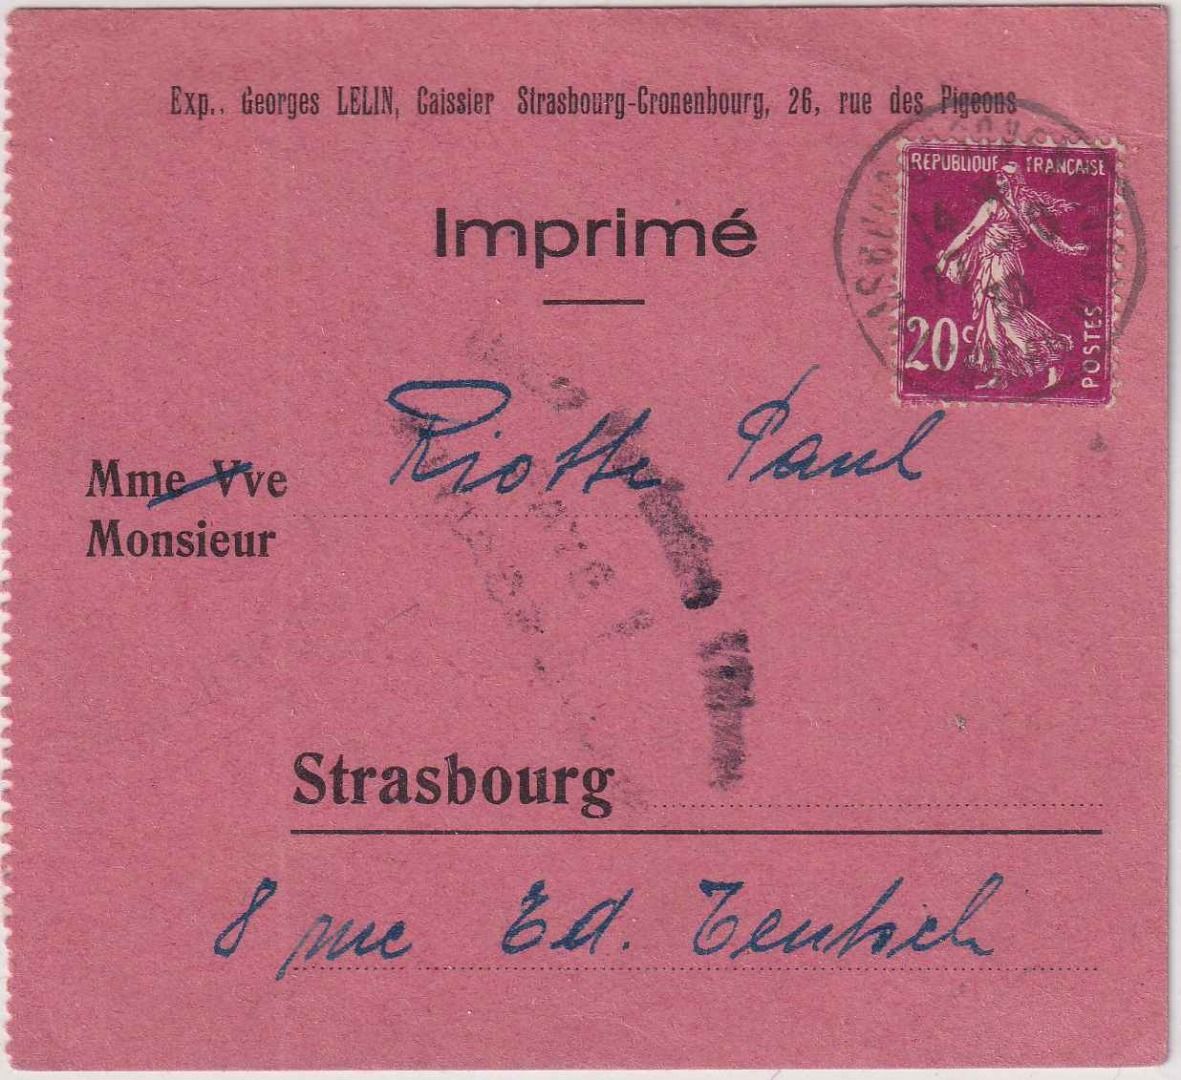 Exp., Georges LELIN, Caissier Strasbourg-Cronenbourg, 26, rue des Pigeons
REPUBLIQUE FRANÇAISE
20c
POSTES
Imprimé
Mme Vve
Riotte Paul
Monsieur
Strasbourg
8 rue Ed. Teutsch